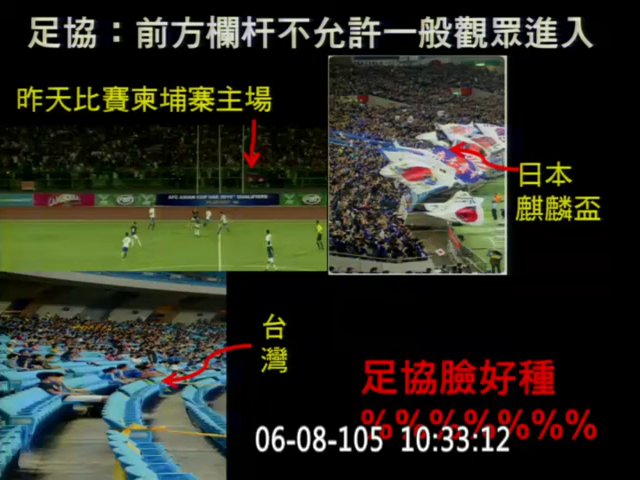 足協：前方欄杆不允許一般觀眾進入
昨天比賽柬埔寨主場
日本
麒麟盃
台
灣
足協臉好種
%%%%%%%
06-08-105 10:33:12